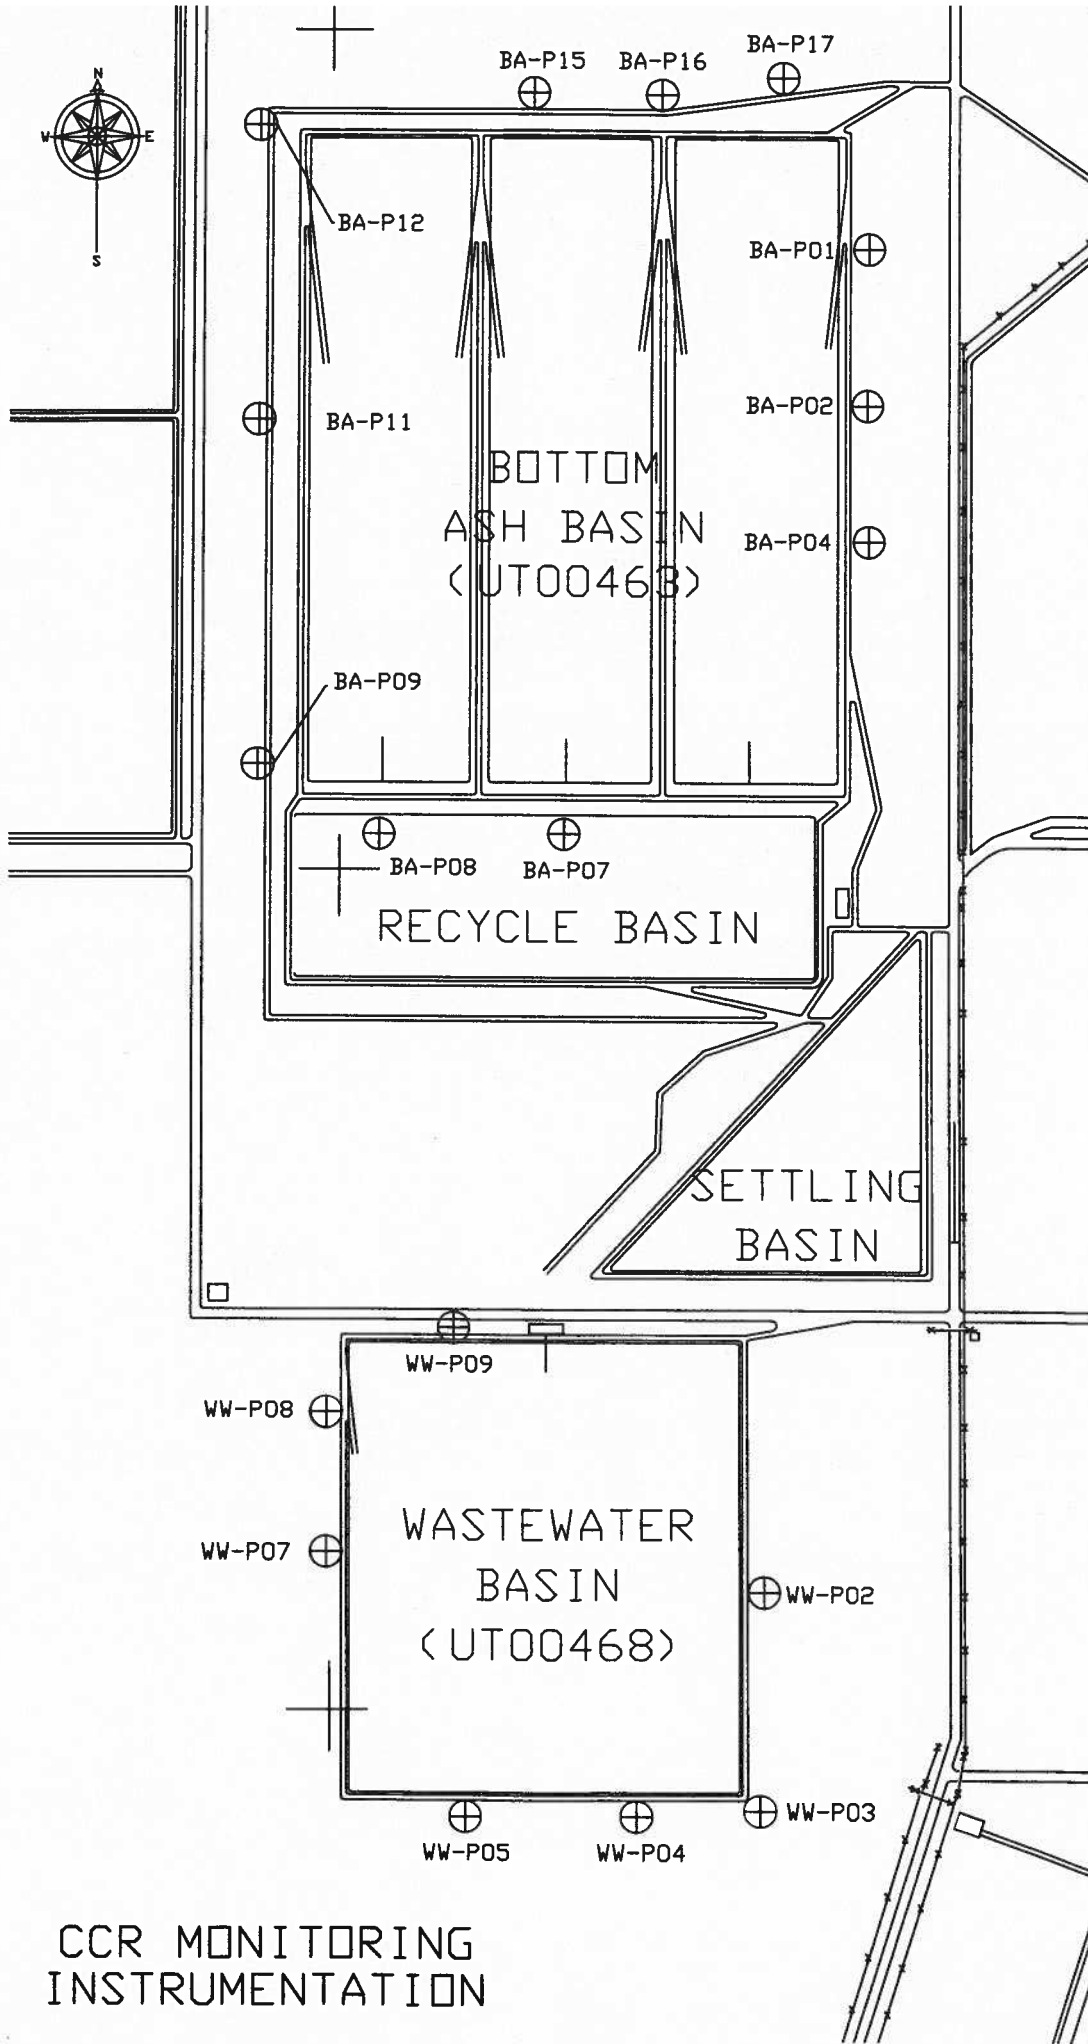 BA-P15
BA-P16
BA-P17
N
W
E
S
BA-P12
BA-P01
BA-P11
BA-P02
BOTTOM
ASH BASIN
(UT00463)
BA-P04
BA-P09
BA-P08
BA-P07
RECYCLE BASIN
SETTLING
BASIN
WW-P09
WW-P08
WW-P07
WASTEWATER
BASIN
(UT00468)
WW-P02
WW-P03
WW-P05
WW-P04
CCR MONITORING
INSTRUMENTATION